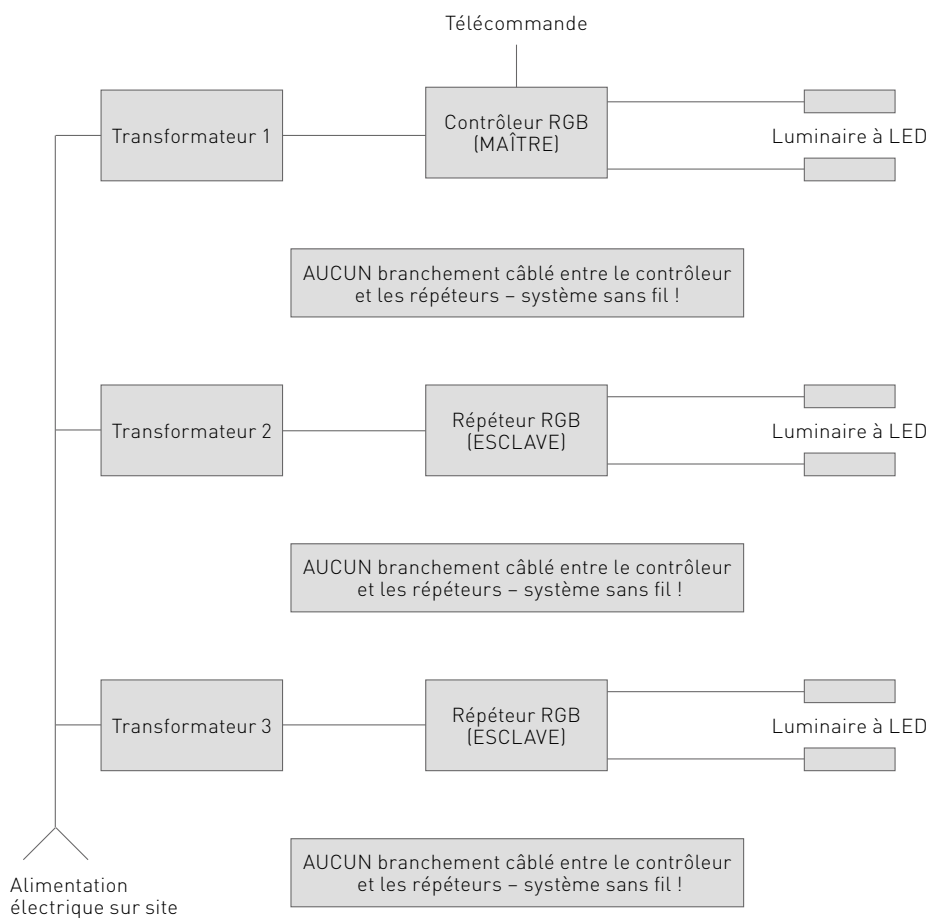 Télécommande
Transformateur 1
Contrôleur RGB
(MAÎTRE)
Luminaire à LED
AUCUN branchement câblé entre le contrôleur
et les répéteurs – système sans fil !
Transformateur 2
Répéteur RGB
(ESCLAVE)
Luminaire à LED
AUCUN branchement câblé entre le contrôleur
et les répéteurs – système sans fil !
Transformateur 3
Répéteur RGB
(ESCLAVE)
Luminaire à LED
AUCUN branchement câblé entre le contrôleur
et les répéteurs – système sans fil !
Alimentation
électrique sur site